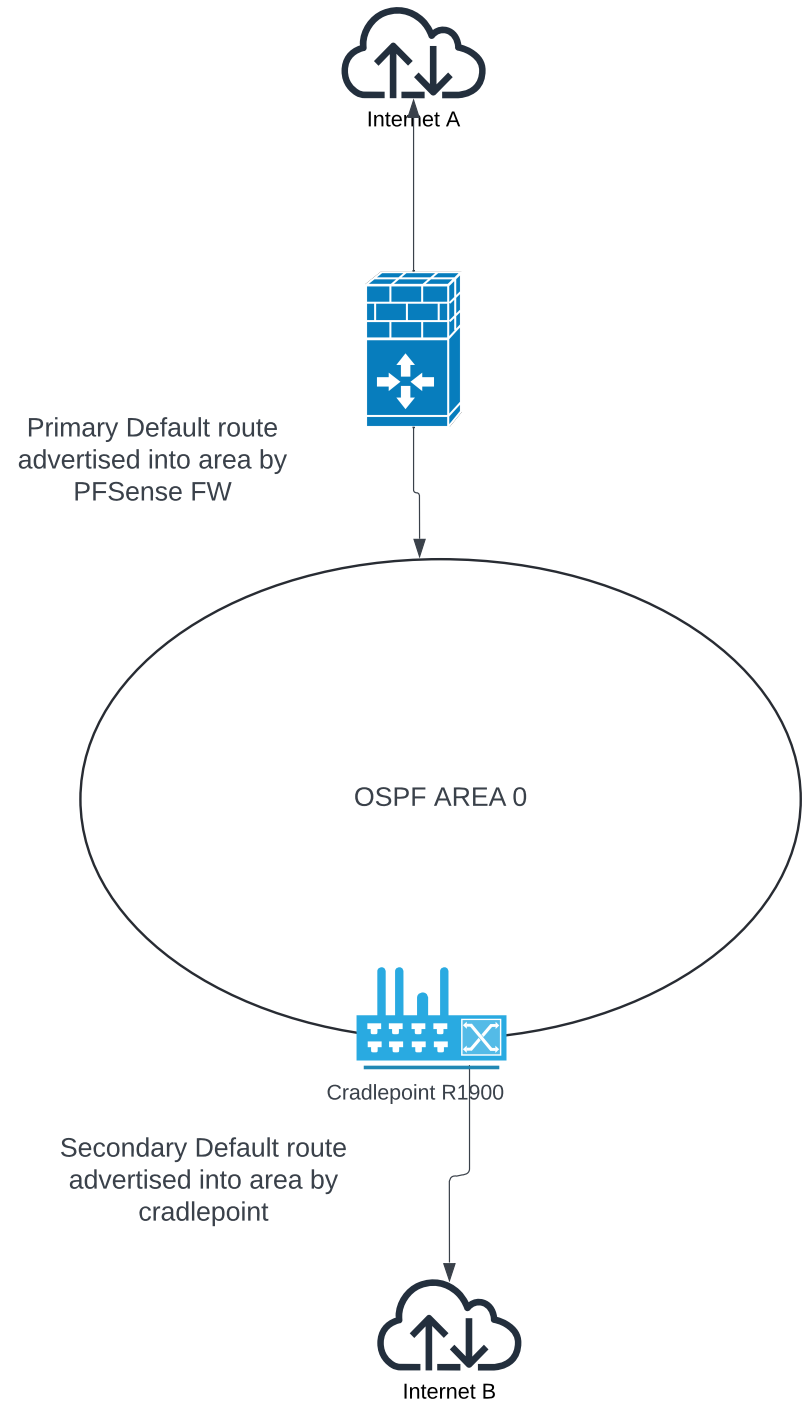 Internet A
Primary Default route
advertised into area by
PFSense FW
OSPF AREA 0
Cradlepoint R1900
Secondary Default route
advertised into area by
cradlepoint
Internet B